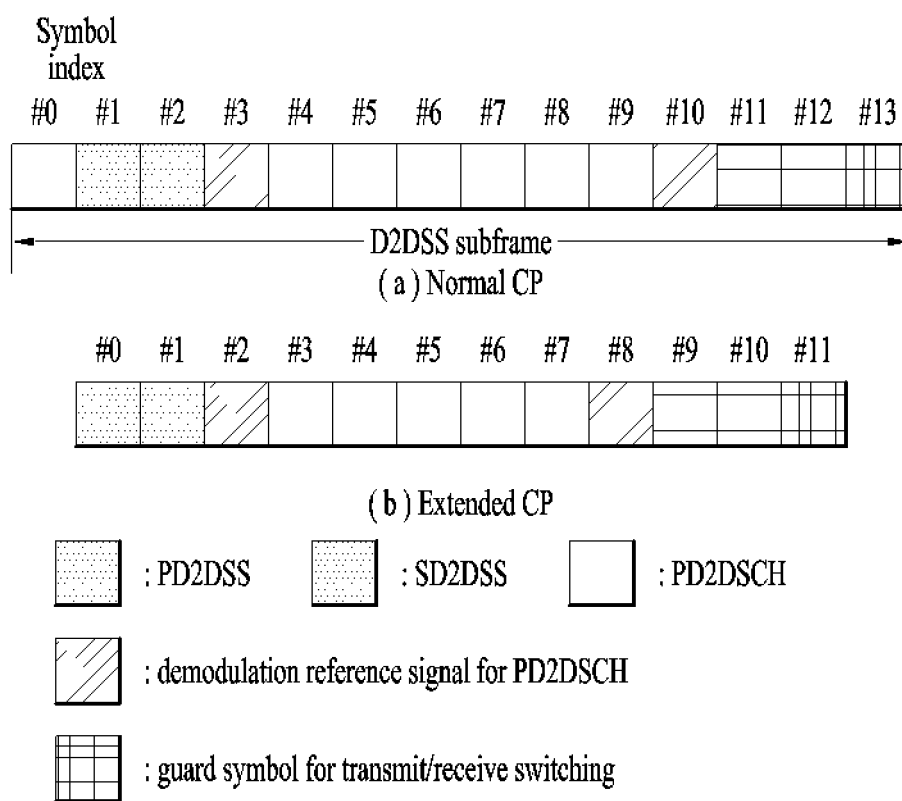 Symbol
index
#0 #1 #2 #3 #4 #5 #6 #7 #8 #9 #10 #11 #12 #13
D2DSS subframe
( a ) Normal CP
#0 #1 #2 #3 #4 #5 #6 #7 #8 #9 #10 #11
( b ) Extended CP
: PD2DSS : SD2DSS : PD2DSCH
: demodulation reference signal for PD2DSCH
: guard symbol for transmit/receive switching